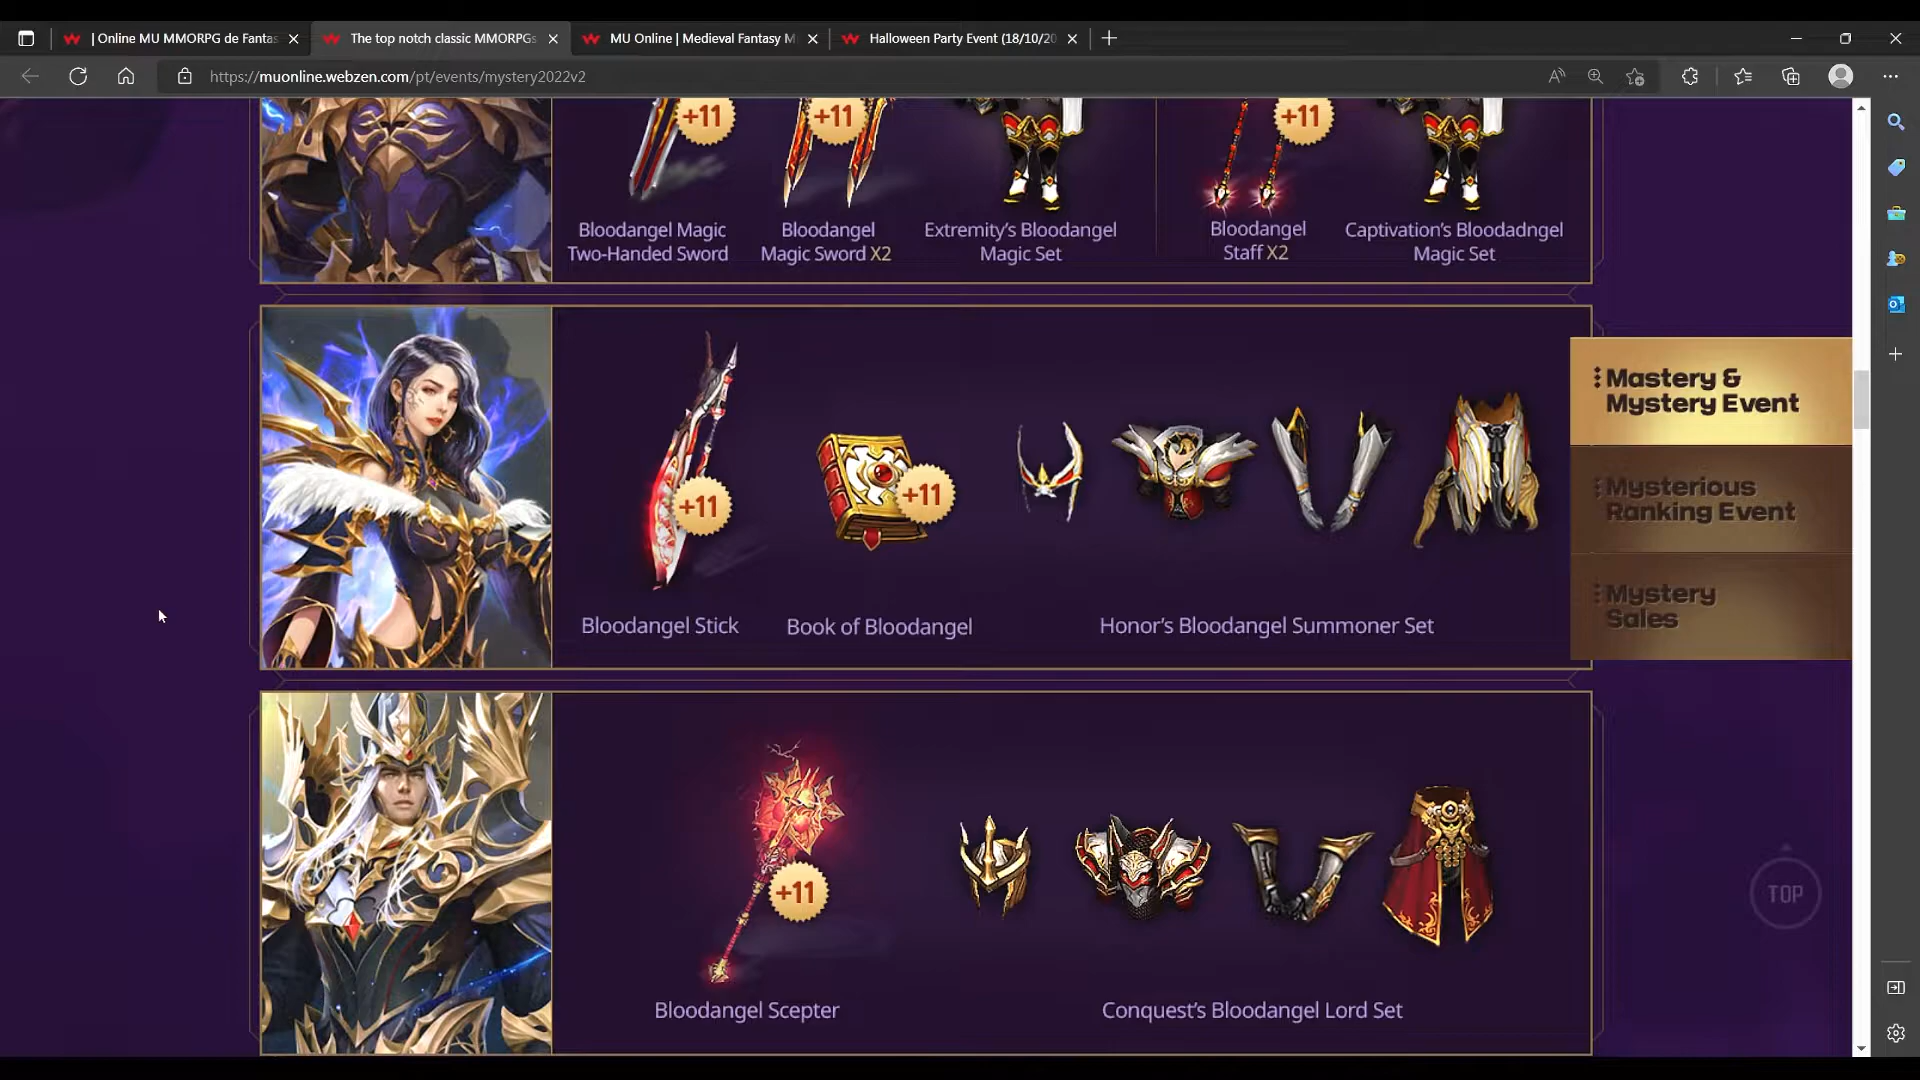 | Online MU MMORPG de Fantas
The top notch classic MMORPGs
MU Online | Medieval Fantasy M
Halloween Party Event (18/10/20
https://muonline.webzen.com/pt/events/mystery2022v2
+11
+11
+11
Bloodangel Magic
Two-Handed Sword
Bloodangel
Magic Sword X2
Extremity's Bloodangel
Magic Set
Bloodangel
Staff X2
Captivation's Bloodadngel
Magic Set
+11
+11
Bloodangel Stick
Book of Bloodangel
Honor's Bloodangel Summoner Set
Mastery &
Mystery Event
Mysterious
Ranking Event
Mystery
Sales
+11
Bloodangel Scepter
Conquest's Bloodangel Lord Set
TOP